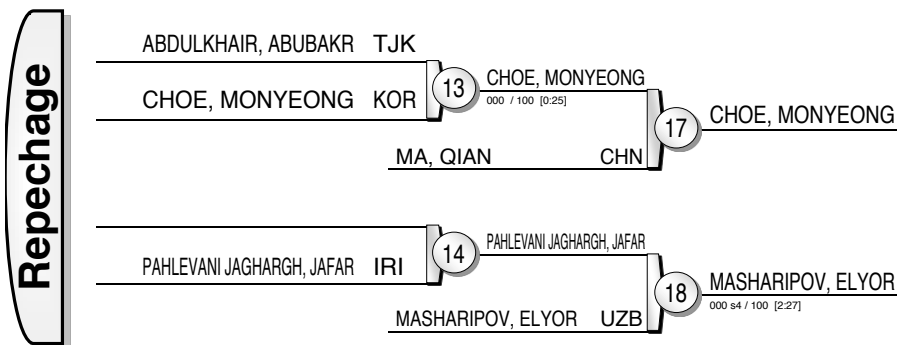 Repechage
ABDULKHAIR, ABUBAKR TJK
CHOE, MONYEONG KOR
13
CHOE, MONYEONG
000 / 100 [0:25]
MA, QIAN CHN
17
CHOE, MONYEONG
PAHLEVANI JAGHARGH, JAFAR IRI
14
PAHLEVANI JAGHARGH, JAFAR
MASHARIPOV, ELYOR UZB
18
MASHARIPOV, ELYOR
000 s4 / 100 [2:27]